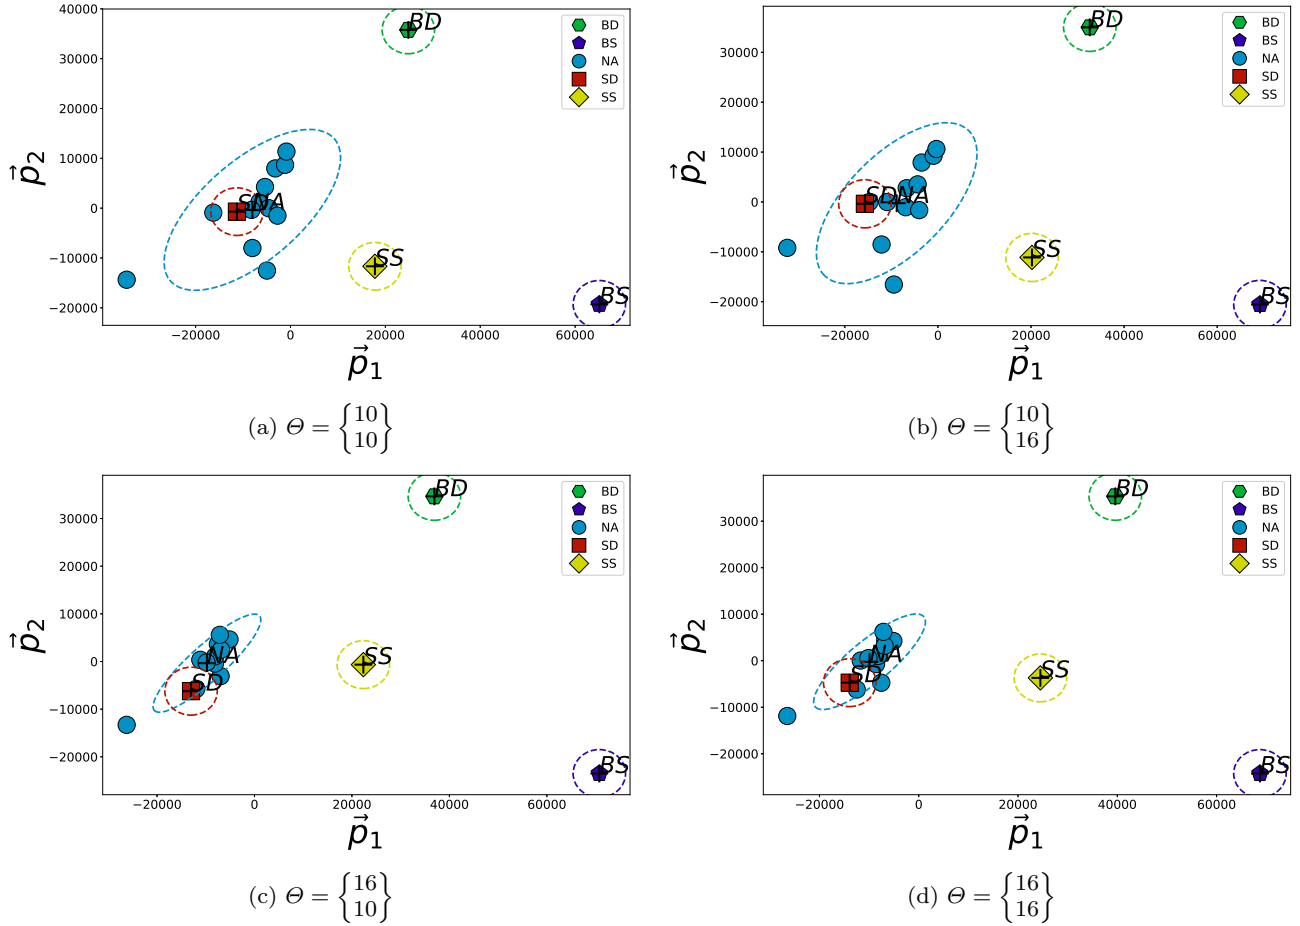 40000
30000
20000
10000
0
−10000
−20000
−20000 0 20000 40000 60000
p⃗₂
p⃗₁
BD
BS
NA
SD
SS
BD
SD
NA
SS
BS
(a) Θ = {10 10}
30000
20000
10000
0
−10000
−20000
−20000 0 20000 40000 60000
p⃗₂
p⃗₁
BD
BS
NA
SD
SS
BD
SD
NA
SS
BS
(b) Θ = {10 16}
30000
20000
10000
0
−10000
−20000
−20000 0 20000 40000 60000
p⃗₂
p⃗₁
BD
BS
NA
SD
SS
BD
NA
SD
SS
BS
(c) Θ = {16 10}
30000
20000
10000
0
−10000
−20000
−20000 0 20000 40000 60000
p⃗₂
p⃗₁
BD
BS
NA
SD
SS
BD
NA
SD
SS
BS
(d) Θ = {16 16}